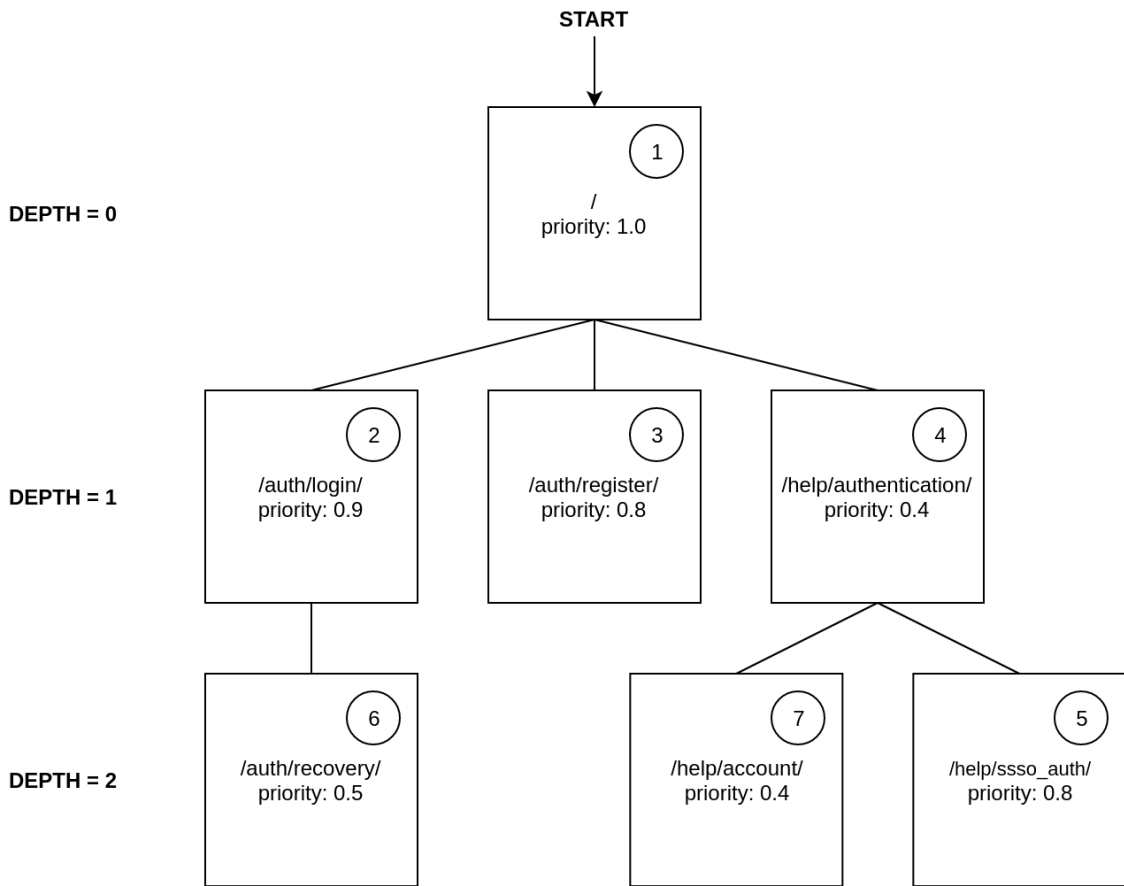 START
DEPTH = 0
1
/
priority: 1.0
DEPTH = 1
2
/auth/login/
priority: 0.9
3
/auth/register/
priority: 0.8
4
/help/authentication/
priority: 0.4
DEPTH = 2
6
/auth/recovery/
priority: 0.5
7
/help/account/
priority: 0.4
5
/help/ssso_auth/
priority: 0.8